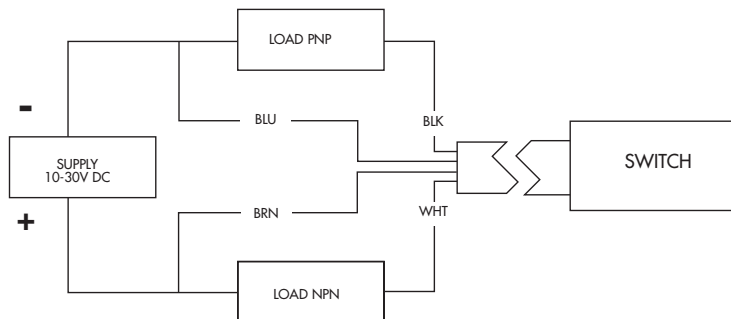 LOAD PNP
-
BLU
BLK
SUPPLY
10-30V DC
SWITCH
+
BRN
WHT
LOAD NPN